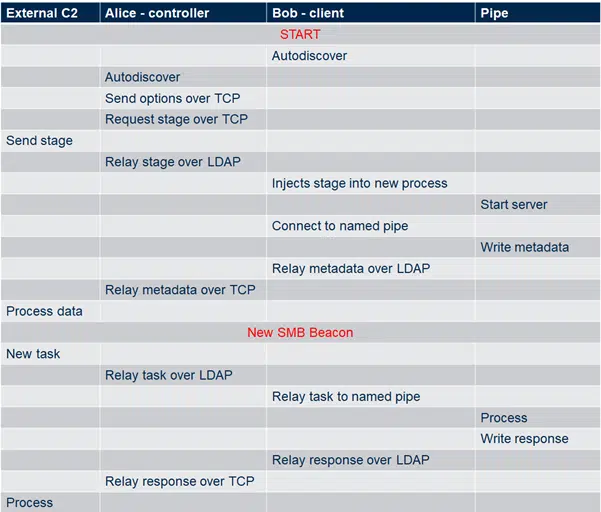 External C2 Alice - controller Bob - client Pipe
START
Autodiscover
Autodiscover
Send options over TCP
Request stage over TCP
Send stage
Relay stage over LDAP
Injects stage into new process
Start server
Connect to named pipe
Write metadata
Relay metadata over LDAP
Relay metadata over TCP
Process data
New SMB Beacon
New task
Relay task over LDAP
Relay task to named pipe
Process
Write response
Relay response over LDAP
Relay response over TCP
Process